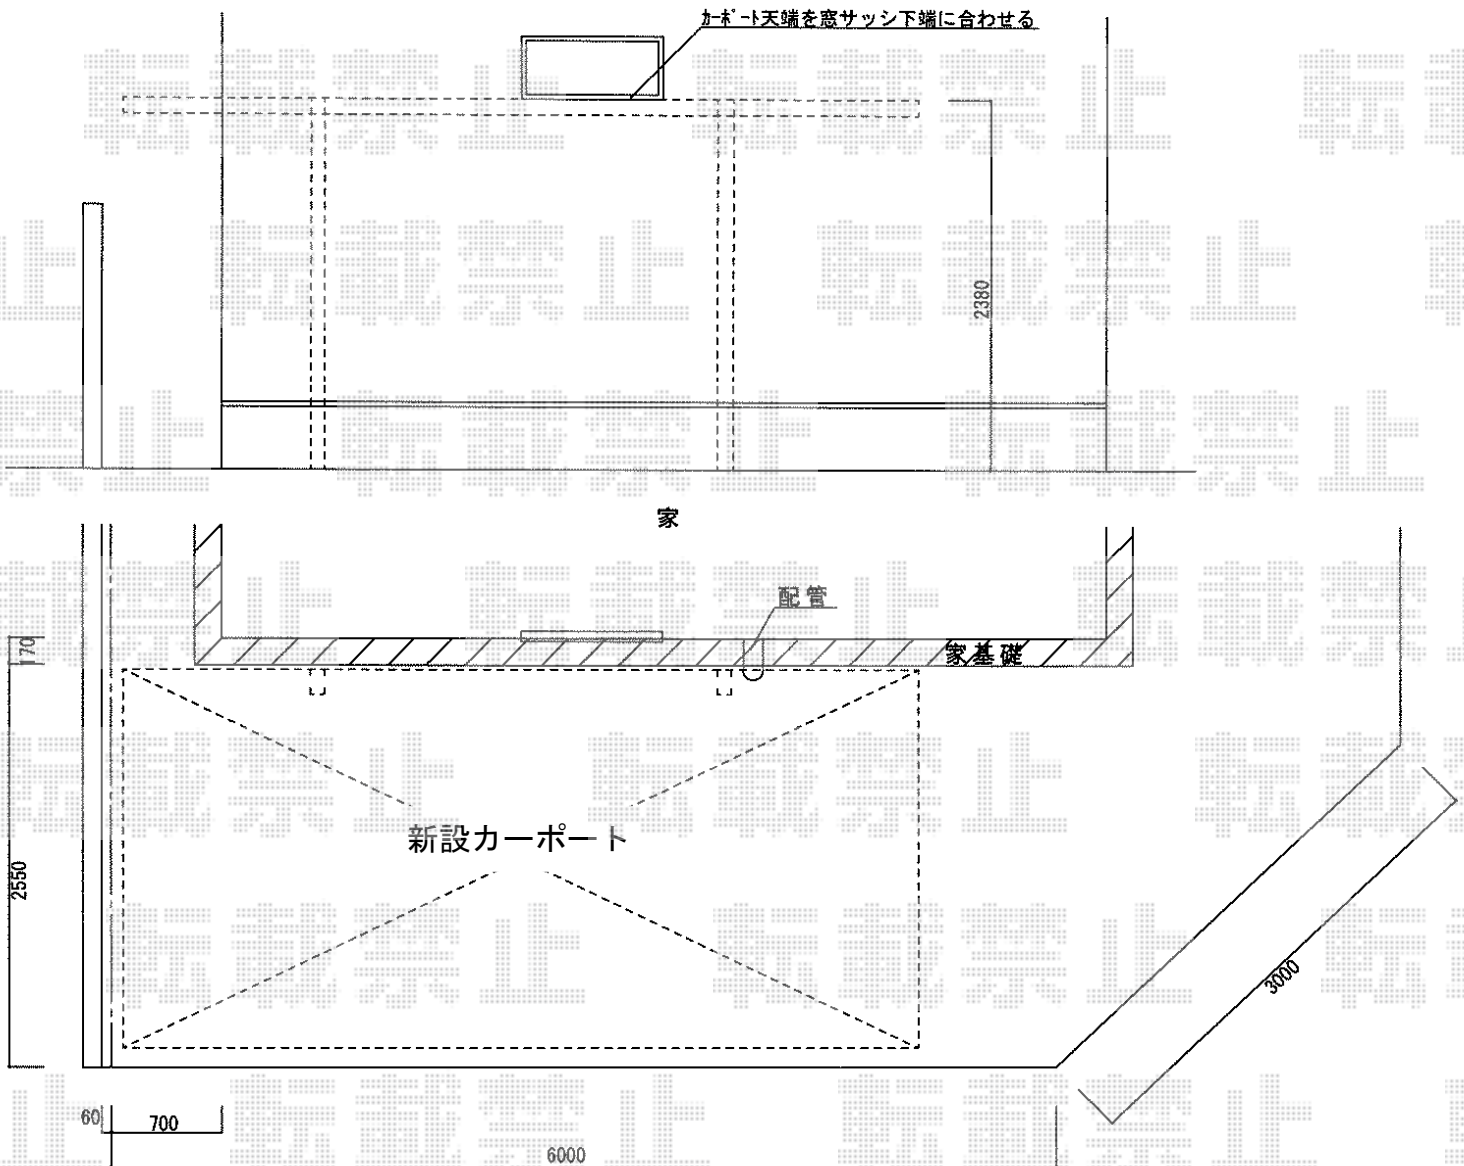 カーポート天端を窓サッシ下端に合わせる
2380
家
配管
家基礎
170
新設カーポート
2550
3000
60
700
6000
転載禁止